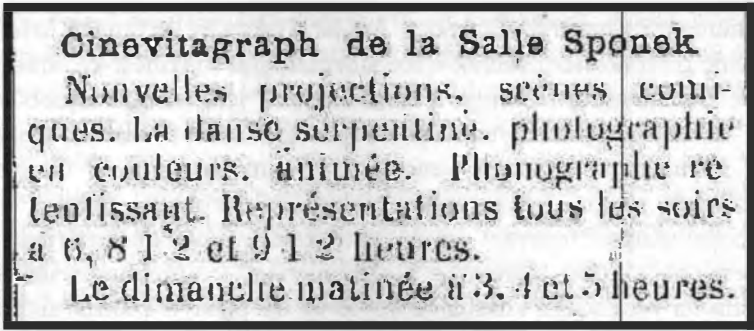 Cinevitagraph de la Salle Sponek
Nouvelles projections, scènes comi-
ques. La danse serpentine, photographie
en couleurs, animée. Phonographe re
tentissant. Représentations tous les soirs
à 6, 8 1 2 et 9 1 2 heures.
Le dimanche matinée à 3, 4 et 5 heures.